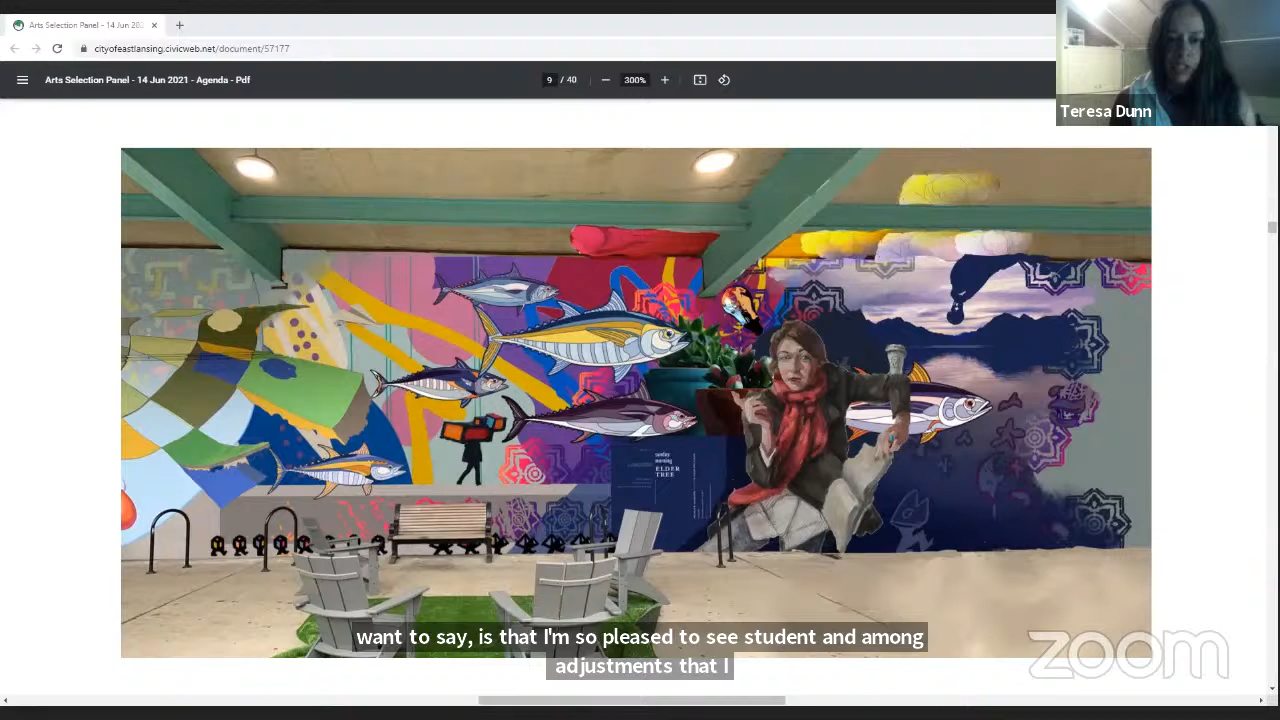 Arts Selection Panel - 14 Jun 202
cityofeastlansing.civicweb.net/document/57177
Arts Selection Panel - 14 Jun 2021 - Agenda - Pdf
9 / 40
300%
Teresa Dunn
sunday
morning
ELDER
TREE
want to say, is that I'm so pleased to see student and among
adjustments that I
zoom